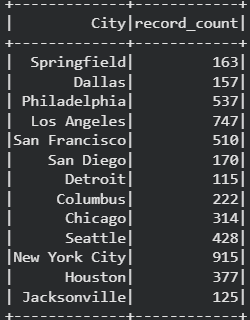 +-------------+------------+
|         City|record_count|
+-------------+------------+
|  Springfield|         163|
|       Dallas|         157|
| Philadelphia|         537|
|  Los Angeles|         747|
|San Francisco|         510|
|    San Diego|         170|
|      Detroit|         115|
|     Columbus|         222|
|      Chicago|         314|
|      Seattle|         428|
|New York City|         915|
|      Houston|         377|
| Jacksonville|         125|
+-------------+------------+